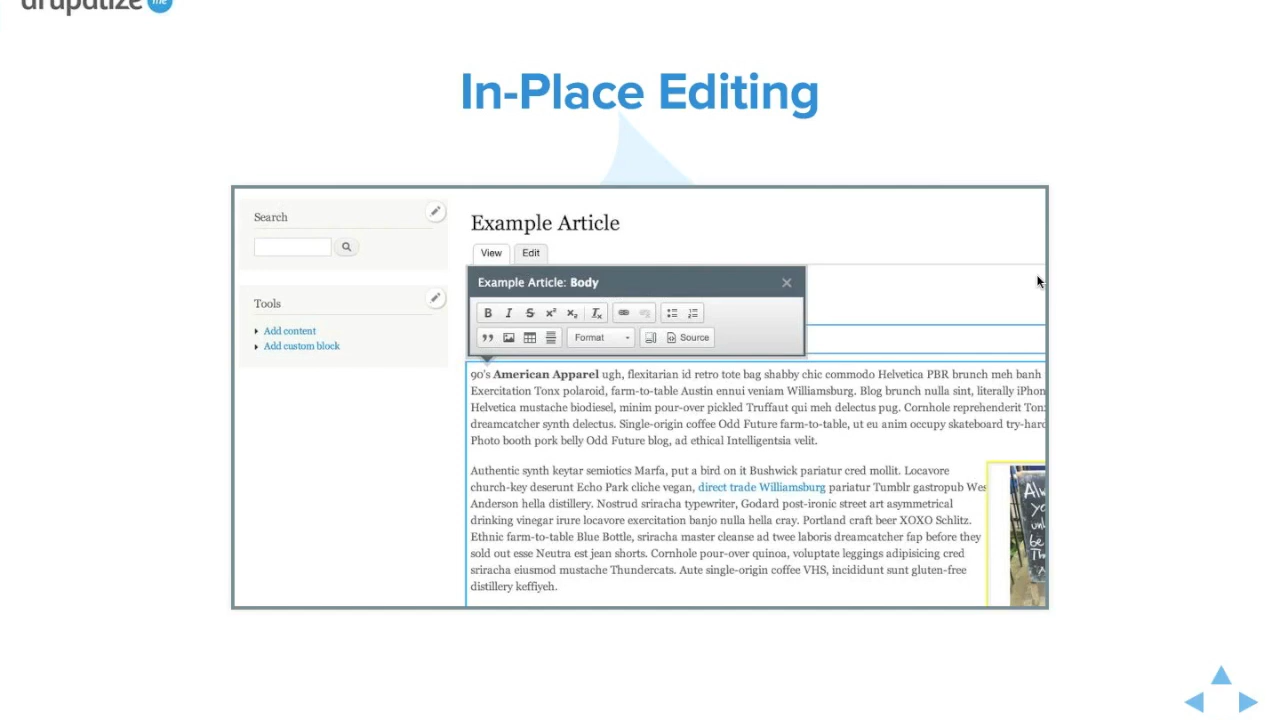 drupalize me
In-Place Editing
Search
Tools
Add content
Add custom block
Example Article
View Edit
Example Article: Body
B I S x² x₂ Tx
Format Source
90's American Apparel ugh, flexitarian id retro tote bag shabby chic commodo Helvetica PBR brunch meh banh
Exercitation Tonx polaroid, farm-to-table Austin ennui veniam Williamsburg. Blog brunch nulla sint, literally iPhon
Helvetica mustache biodiesel, minim pour-over pickled Truffaut qui meh delectus pug. Cornhole reprehenderit Ton
dreamcatcher synth delectus. Single-origin coffee Odd Future farm-to-table, ut eu anim occupy skateboard try-hard
Photo booth pork belly Odd Future blog, ad ethical Intelligentsia velit.
Authentic synth keytar semiotics Marfa, put a bird on it Bushwick pariatur cred mollit. Locavore
church-key deserunt Echo Park cliche vegan, direct trade Williamsburg pariatur Tumblr gastropub Wes
Anderson hella distillery. Nostrud sriracha typewriter, Godard post-ironic street art asymmetrical
drinking vinegar irure locavore exercitation banjo nulla hella cray. Portland craft beer XOXO Schlitz.
Ethnic farm-to-table Blue Bottle, sriracha master cleanse ad twee laboris dreamcatcher fap before they
sold out esse Neutra est jean shorts. Cornhole pour-over quinoa, voluptate leggings adipisicing cred
sriracha eiusmod mustache Thundercats. Aute single-origin coffee VHS, incididunt sunt gluten-free
distillery keffiyeh.